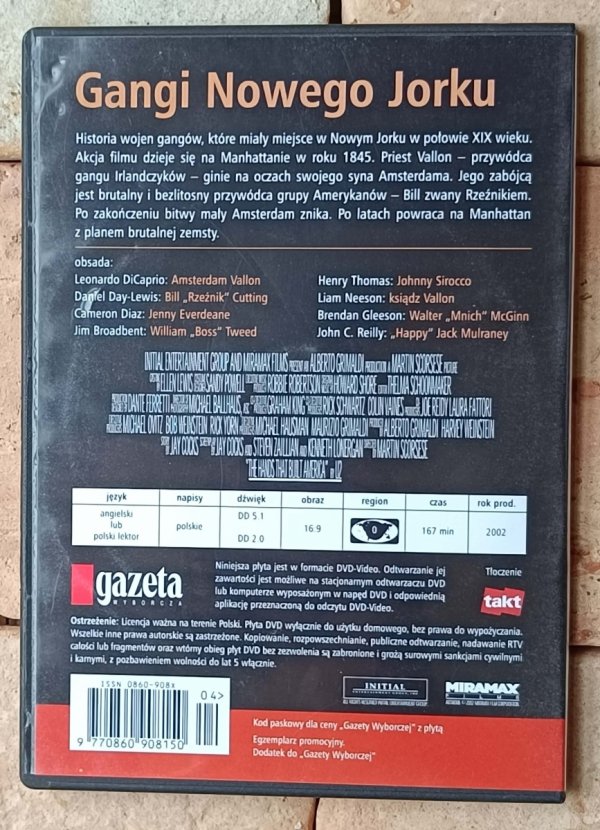 Gangi Nowego Jorku
Historia wojen gangów, które miały miejsce w Nowym Jorku w połowie XIX wieku.
Akcja filmu dzieje się na Manhattanie w roku 1845. Priest Vallon – przywódca
gangu Irlandczyków – ginie na oczach swojego syna Amsterdama. Jego zabójcą
jest brutalny i bezlitosny przywódca grupy Amerykanów – Bill zwany Rzeźnikiem.
Po zakończeniu bitwy mały Amsterdam znika. Po latach powraca na Manhattan
z planem brutalnej zemsty.
obsada:
Leonardo DiCaprio: Amsterdam Vallon
Daniel Day-Lewis: Bill „Rzeźnik” Cutting
Cameron Diaz: Jenny Everdeane
Jim Broadbent: William „Boss” Tweed
Henry Thomas: Johnny Sirocco
Liam Neeson: ksiądz Vallon
Brendan Gleeson: Walter „Mnich” McGinn
John C. Reilly: „Happy” Jack Mulraney
INITIAL ENTERTAINMENT GROUP AND MIRAMAX FILMS PRESENT AN ALBERTO GRIMALDI PRODUCTION A MARTIN SCORSESE PICTURE
ELLEN LEWIS SANDY POWELL ROBBIE ROBERTSON HOWARD SHORE THELMA SCHOONMAKER
DANTE FERRETTI MICHAEL BALLHAUS, GRAHAM KING RICK SCHWARTZ COLIN VAINES JOE REIDY LAURA FATTORI
MICHAEL OVITZ BOB WEINSTEIN RICK YORN MICHAEL HAUSMAN MAURIZIO GRIMALDI ALBERTO GRIMALDI HARVEY WEINSTEIN
JAY COCKS JAY COCKS AND STEVEN ZAILLIAN AND KENNETH LONERGAN MARTIN SCORSESE
"THE HANDS THAT BUILT AMERICA" U2
język napisy dźwięk obraz region czas rok prod.
angielski
lub
polski lektor
polskie
DD 5.1
DD 2.0
16.9
0
167 min
2002
gazeta
WYBORCZA
Niniejsza płyta jest w formacie DVD-Video. Odtwarzanie jej
zawartości jest możliwe na stacjonarnym odtwarzaczu DVD
lub komputerze wyposażonym w napęd DVD i odpowiednią
aplikację przeznaczoną do odczytu DVD-Video.
Tłoczenie
takt
Ostrzeżenie: Licencja ważna na terenie Polski. Płyta DVD wyłącznie do użytku domowego, bez prawa do wypożyczania.
Wszelkie inne prawa autorskie są zastrzeżone. Kopiowanie, rozpowszechnianie, publiczne odtwarzanie, nadawanie RTV
całości lub fragmentów oraz wtórny obieg płyt DVD bez zezwolenia są zabronione i grożą surowymi sankcjami cywilnymi
i karnymi, z pozbawieniem wolności do lat 5 włącznie.
ISSN 0860-908X
04>
9 770860 908150
INITIAL
ENTERTAINMENT GROUP, INC
MIRAMAX
Kod paskowy dla ceny „Gazety Wyborczej” z płytą
Egzemplarz promocyjny.
Dodatek do „Gazety Wyborczej”